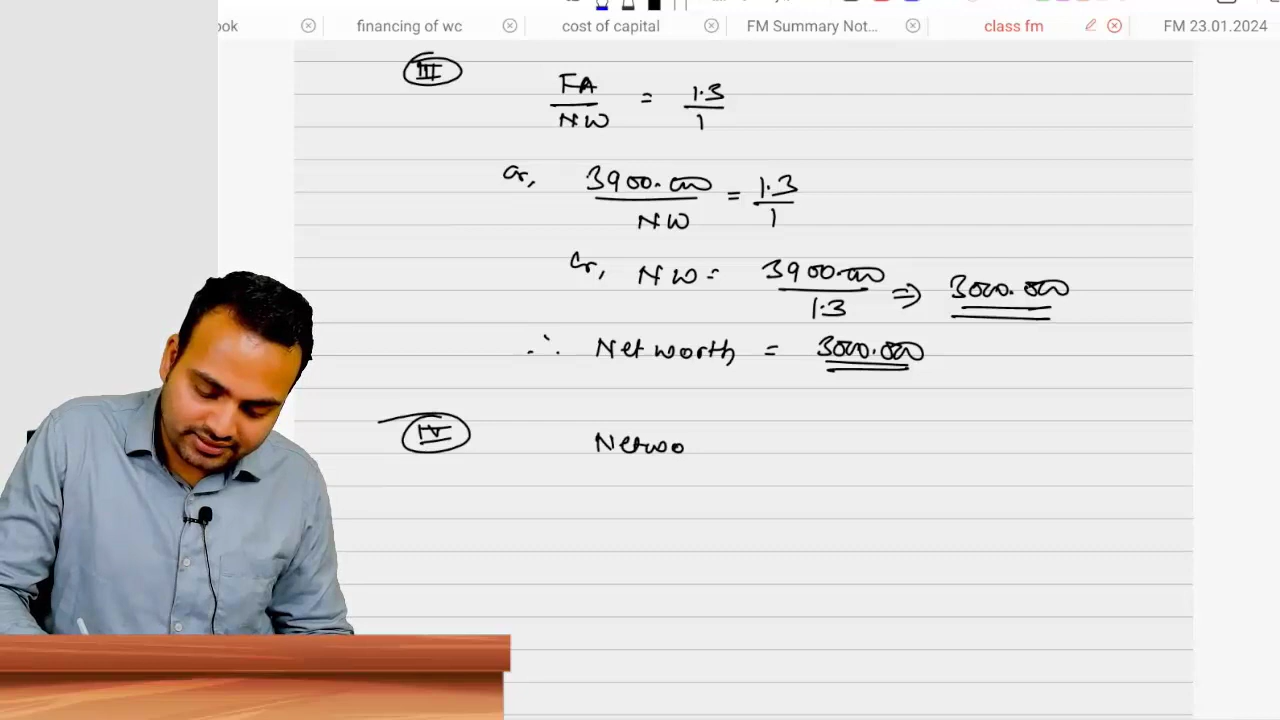 ook financing of wc cost of capital FM Summary Not... class fm FM 23.01.2024
III
FA
NW
=
1.3
1
or,
3900.000
NW
=
1.3
1
or, NW =
3900.000
1.3
⇒ 3000.000
∴ Net worth = 3000.000
IV Netwo